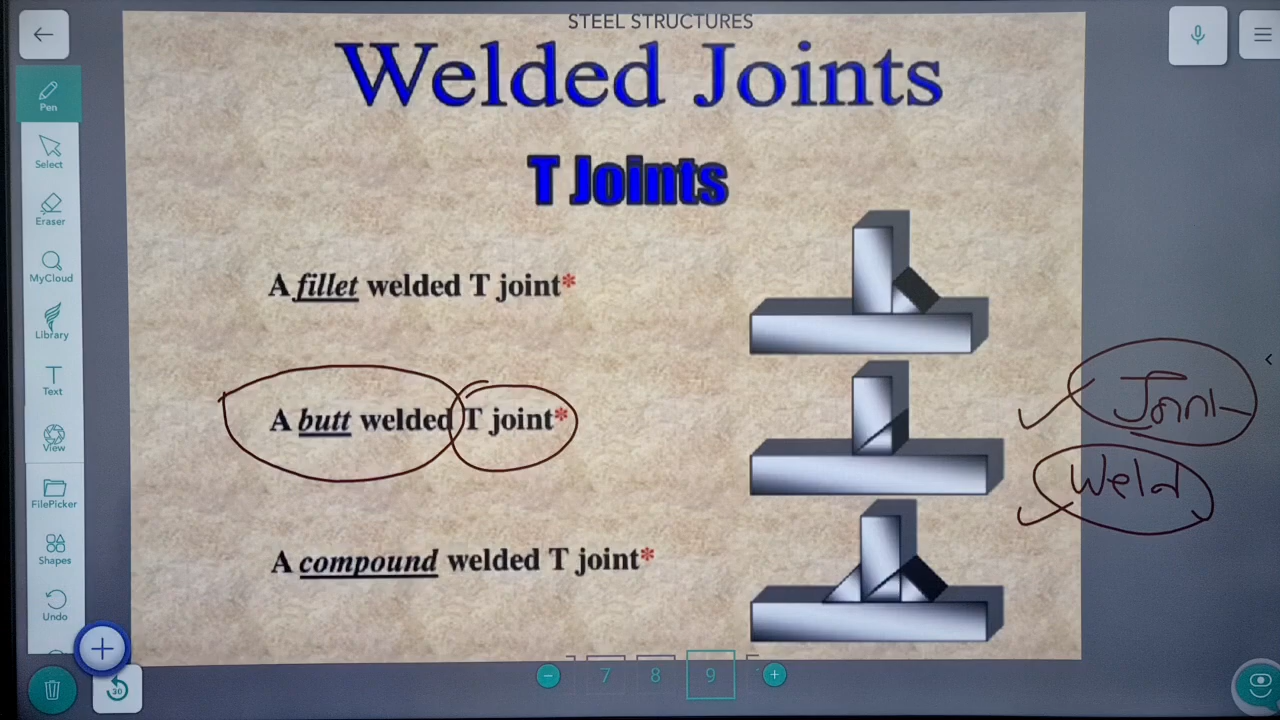 STEEL STRUCTURES
Welded Joints
T Joints
A fillet welded T joint*
A butt welded T joint*
A compound welded T joint*
Joint
Weld
Pen
Select
Eraser
MyCloud
Library
Text
View
FilePicker
Shapes
Undo
30
7 8 9